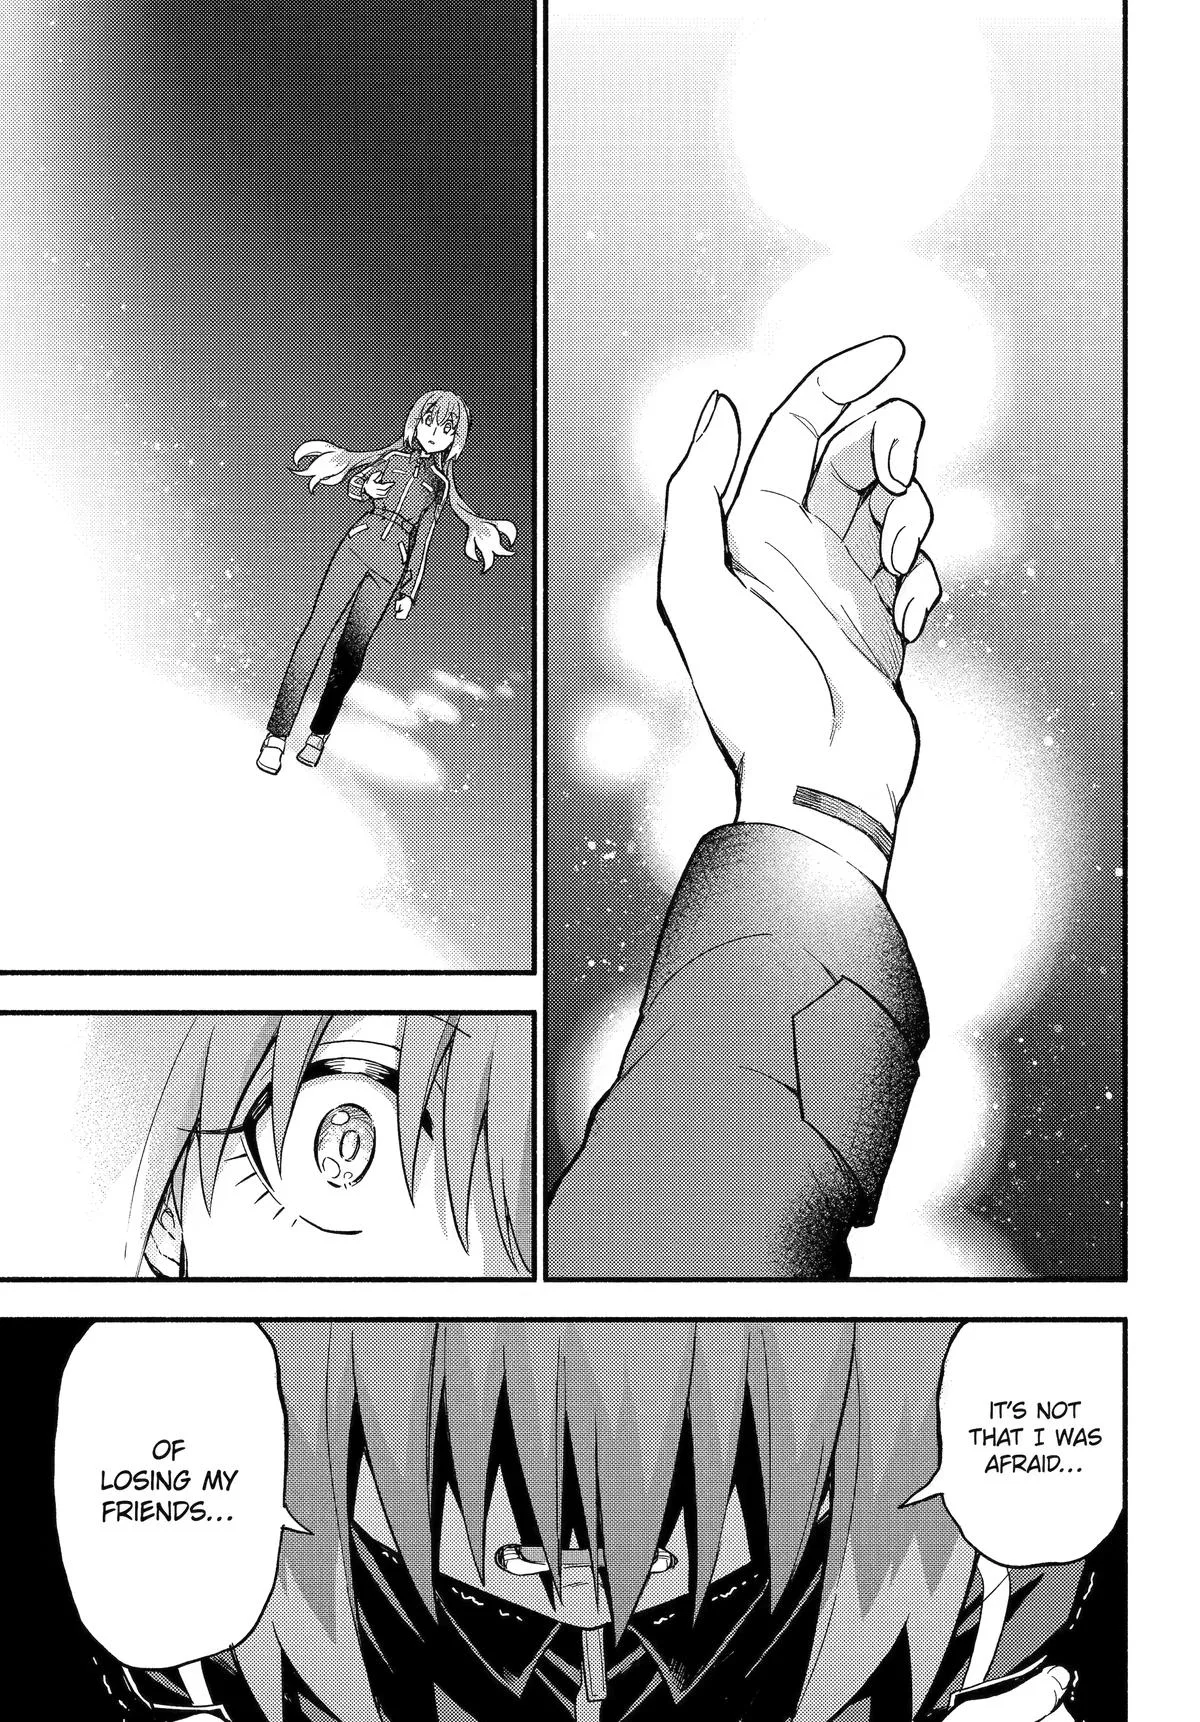 IT'S NOT
THAT I WAS
AFRAID...
OF
LOSING MY
FRIENDS...